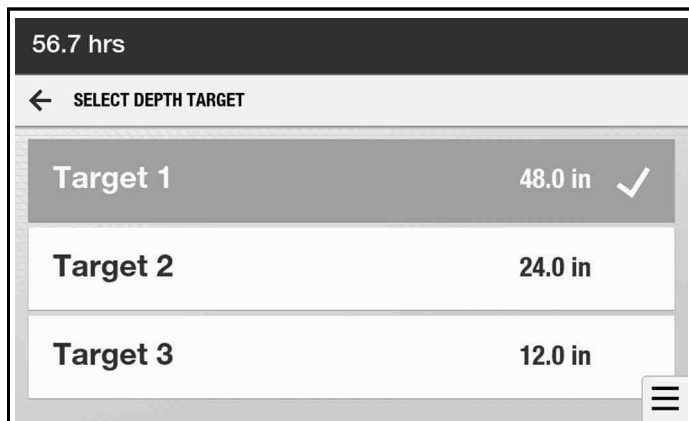 56.7 hrs
SELECT DEPTH TARGET
Target 1 48.0 in
Target 2 24.0 in
Target 3 12.0 in